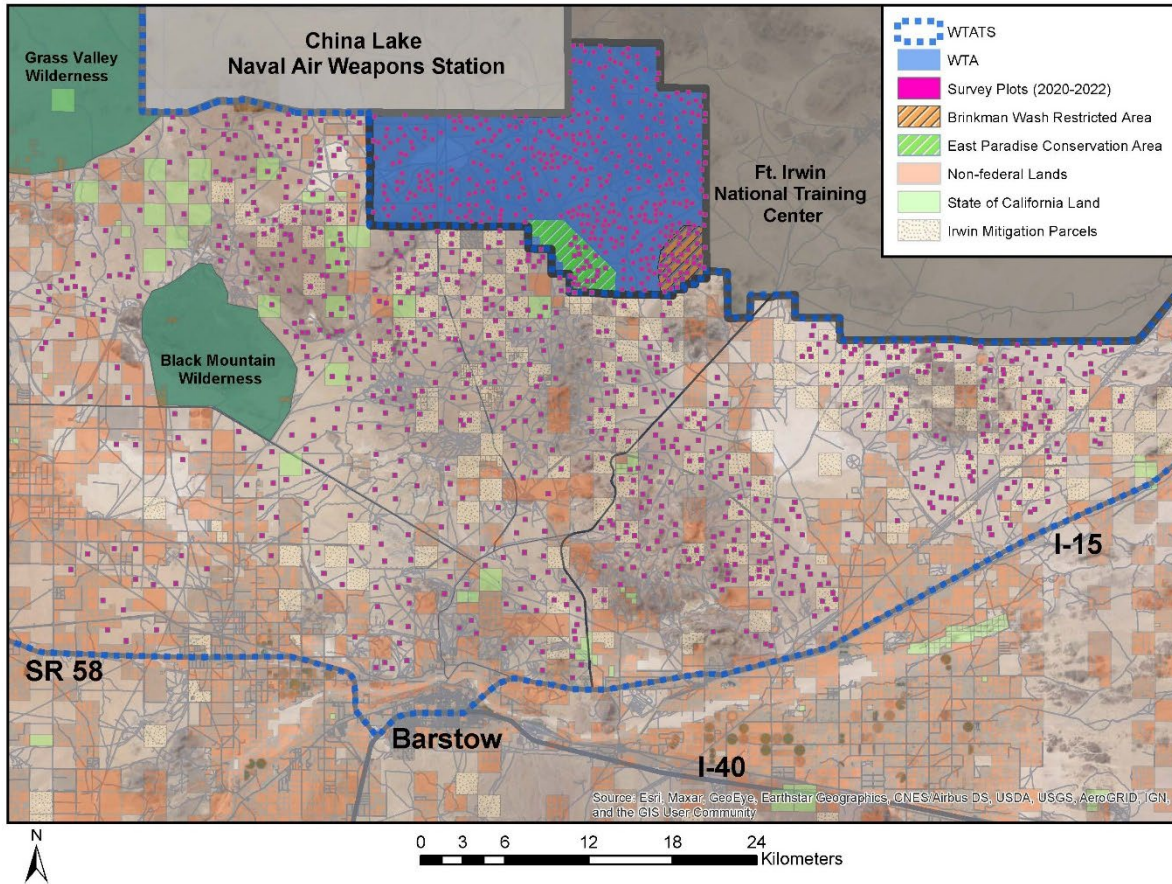 Grass Valley
Wilderness
China Lake
Naval Air Weapons Station
Ft. Irwin
National Training
Center
Black Mountain
Wilderness
WTATS
WTA
Survey Plots (2020-2022)
Brinkman Wash Restricted Area
East Paradise Conservation Area
Non-federal Lands
State of California Land
Irwin Mitigation Parcels
I-15
SR 58
Barstow
I-40
Source: Esri, Maxar, GeoEye, Earthstar Geographics, CNES/Airbus DS, USDA, USGS, AeroGRID, IGN,
and the GIS User Community
N
0 3 6 12 18 24
Kilometers